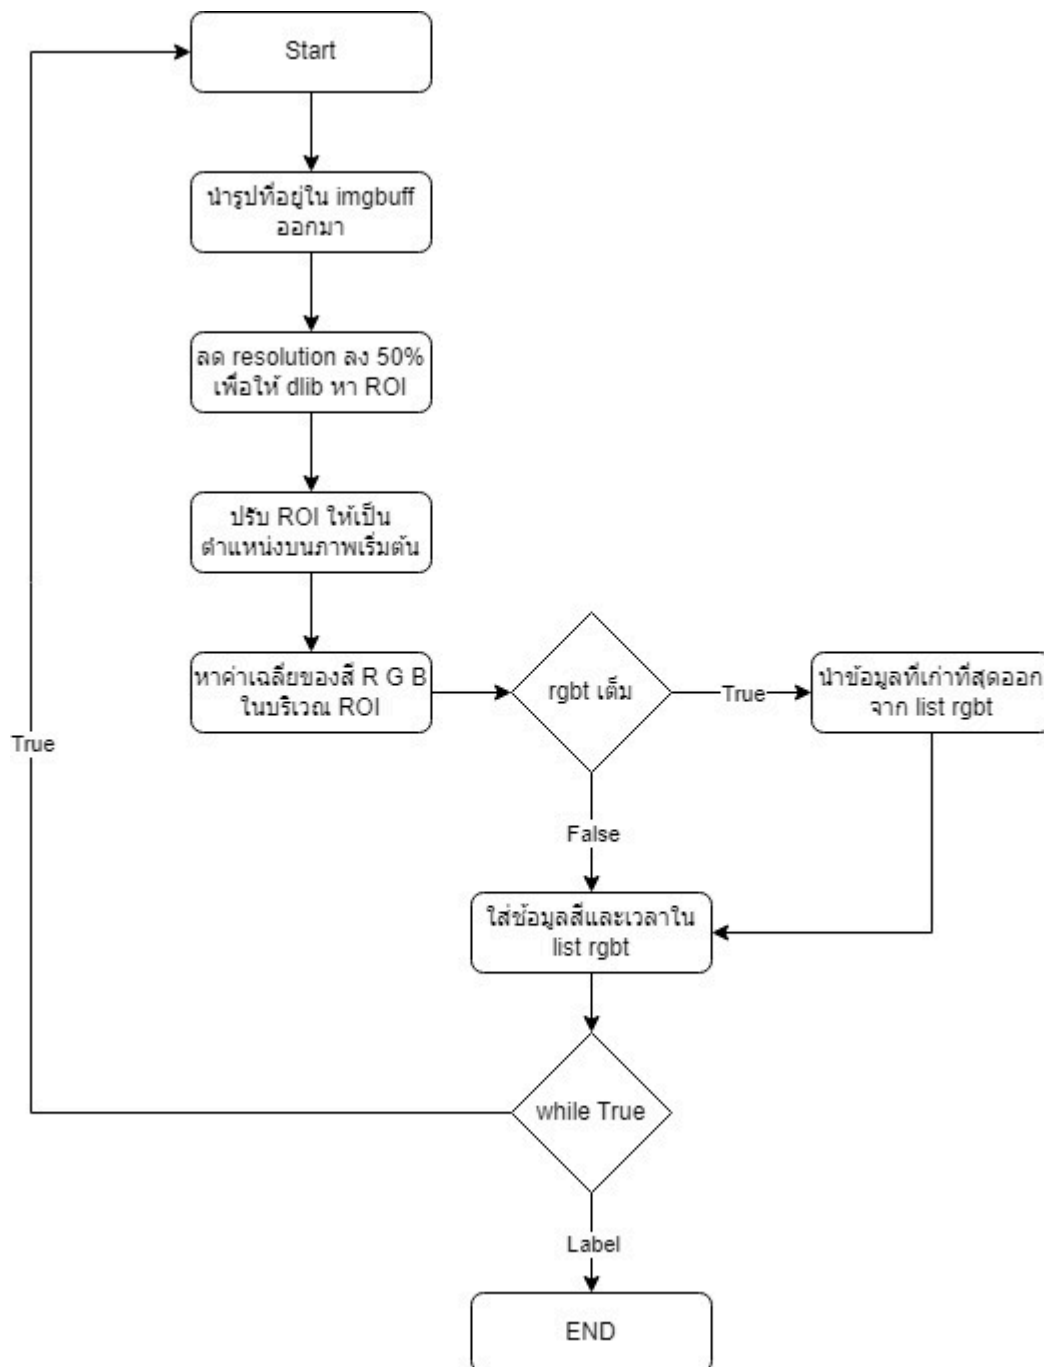 Start
นำรูปที่อยู่ใน imgbuff
ออกมา
ลด resolution ลง 50%
เพื่อให้ dlib หา ROI
ปรับ ROI ให้เป็น
ตำแหน่งบนภาพเริ่มต้น
หาค่าเฉลี่ยของสี R G B
ในบริเวณ ROI
rgbt เต็ม
True
นำข้อมูลที่เก่าที่สุดออก
จาก list rgbt
True
False
ใส่ข้อมูลสีและเวลาใน
list rgbt
while True
Label
END